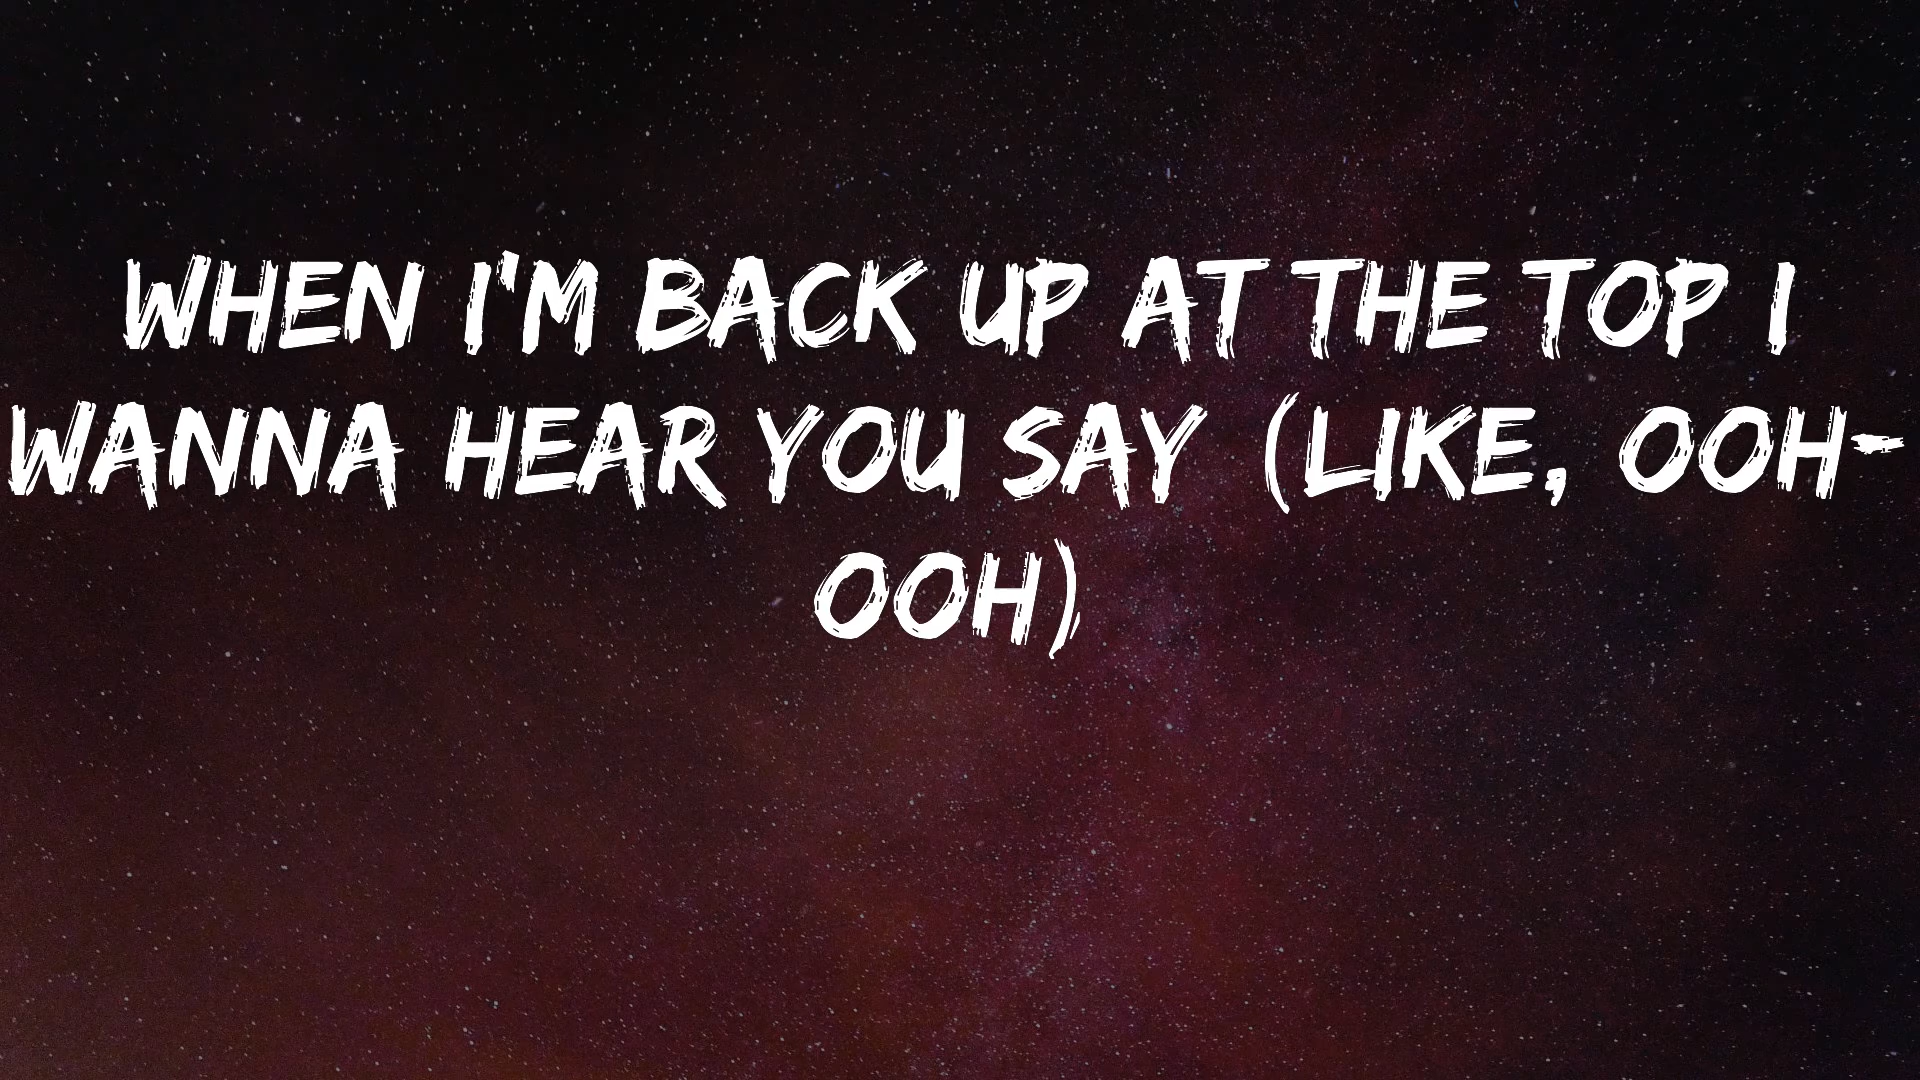 WHEN I'M BACK UP AT THE TOP I
WANNA HEAR YOU SAY (LIKE, OOH-
OOH)